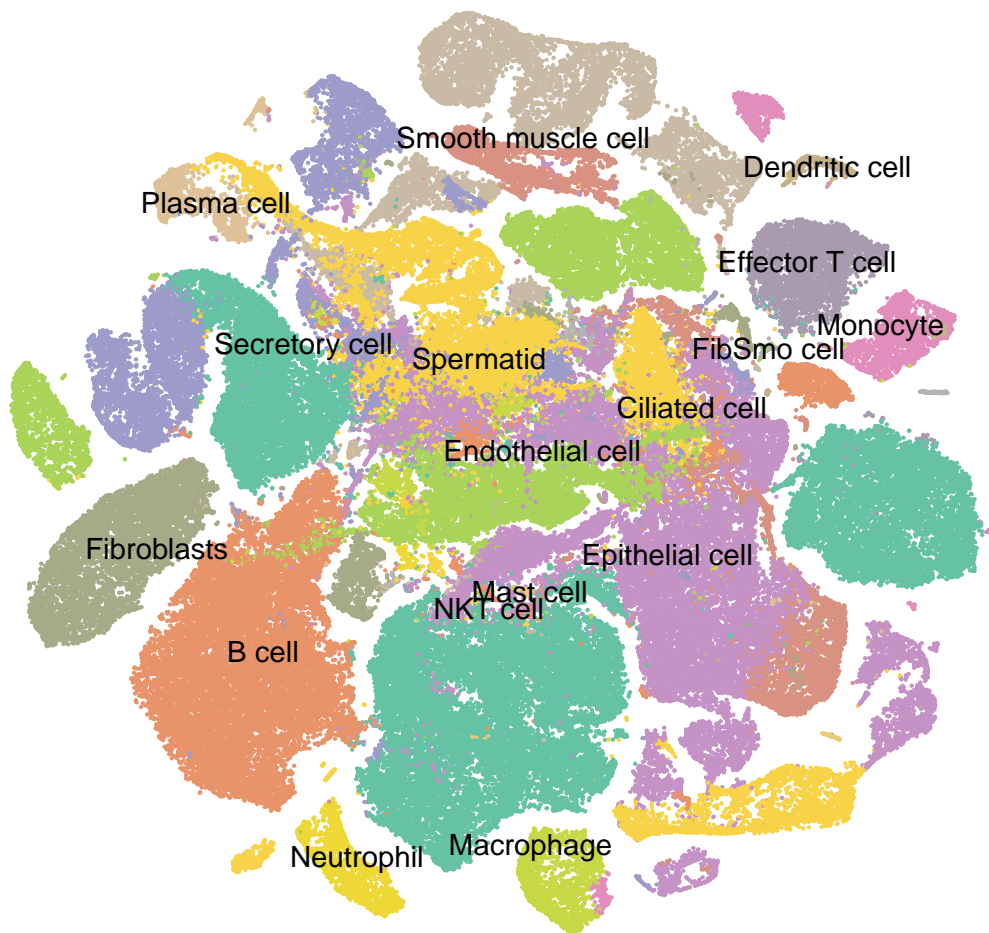 Smooth muscle cell
Dendritic cell
Plasma cell
Effector T cell
Monocyte
Secretory cell
FibSmo cell
Spermatid
Ciliated cell
Endothelial cell
Fibroblasts
Epithelial cell
Mast cell
NKT cell
B cell
Macrophage
Neutrophil